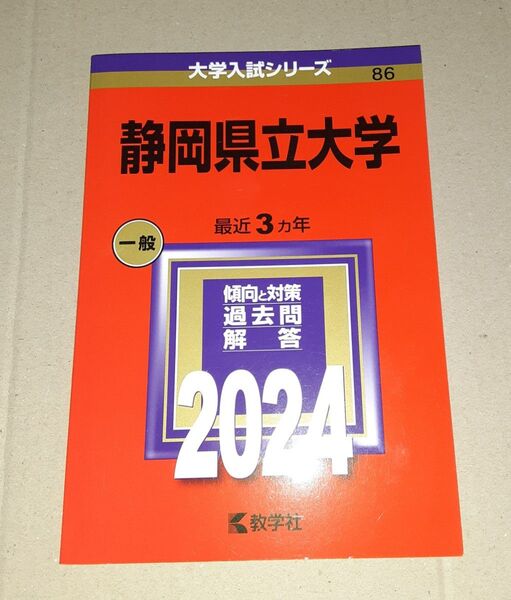 大学入試シリーズ
86
静岡県立大学
最近3ヵ年
一般
傾向と対策
過去問
解答
2024
教学社